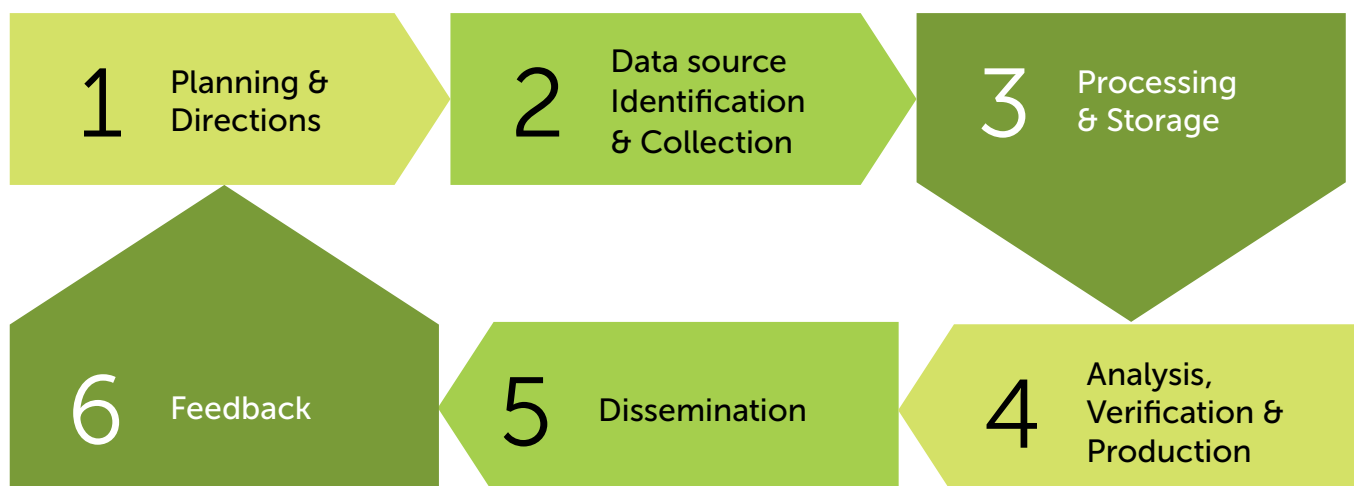 1
Planning &
Directions
2
Data source
Identification
& Collection
3
Processing
& Storage
4
Analysis,
Verification &
Production
5
Dissemination
6
Feedback